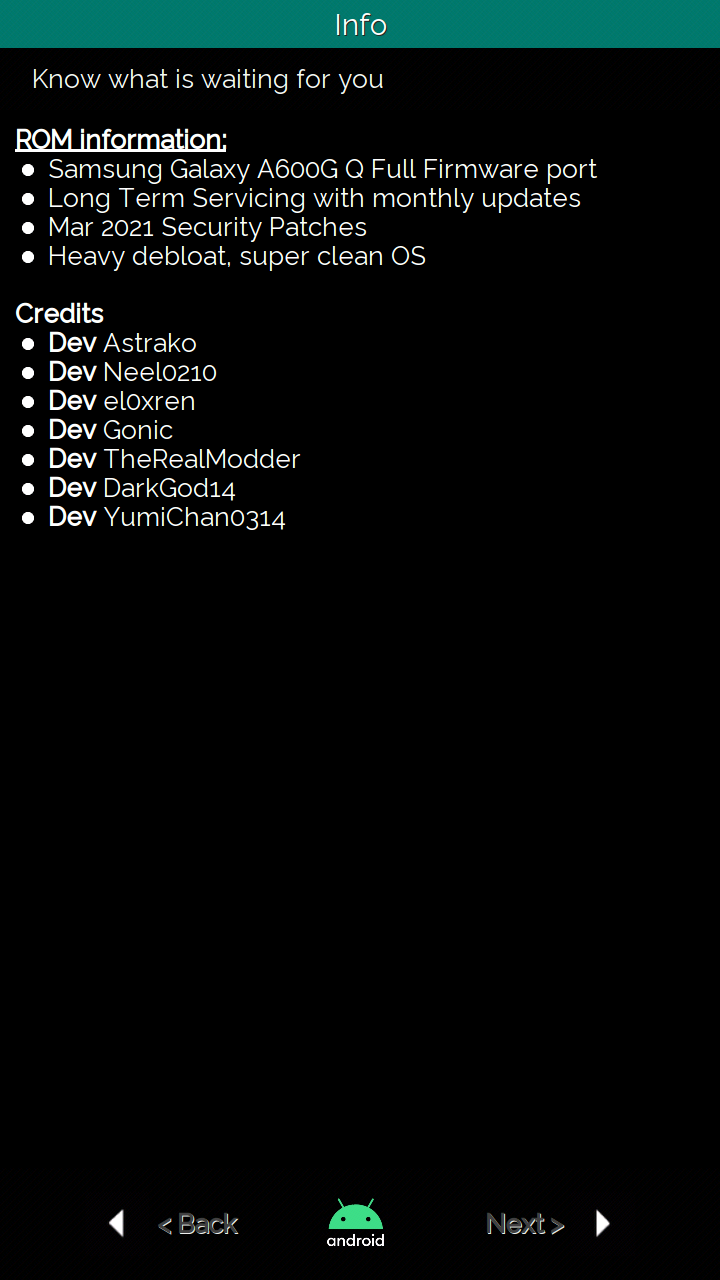 Info
Know what is waiting for you
ROM information:
● Samsung Galaxy A600G Q Full Firmware port
● Long Term Servicing with monthly updates
● Mar 2021 Security Patches
● Heavy debloat, super clean OS
Credits
● Dev Astrako
● Dev Neel0210
● Dev el0xren
● Dev Gonic
● Dev TheRealModder
● Dev DarkGod14
● Dev YumiChan0314
< Back
android
Next >